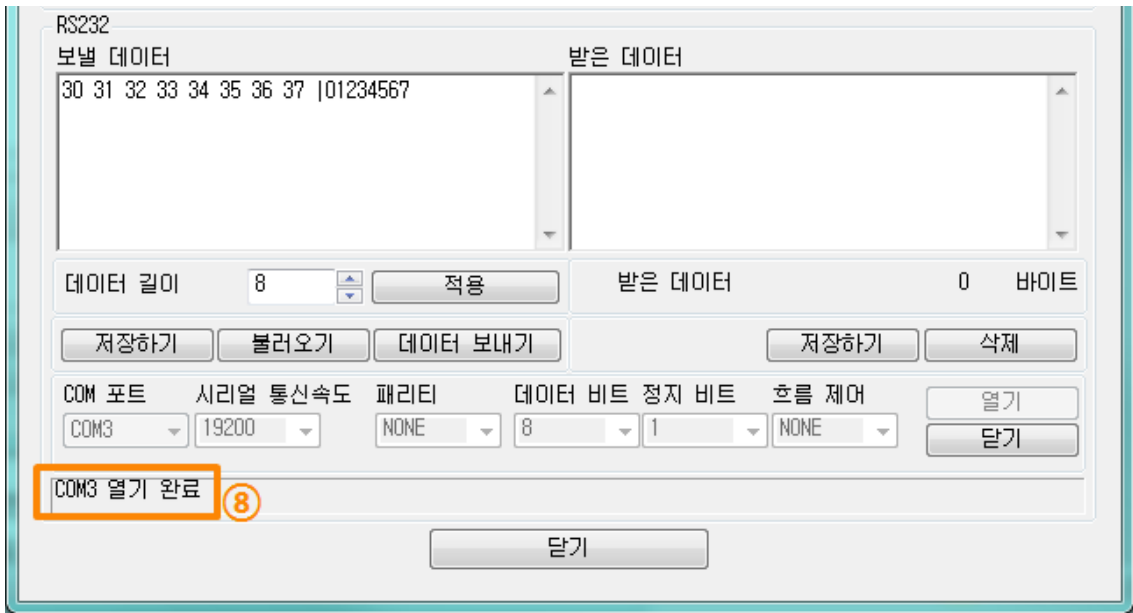 RS232
보낼 데이터 받은 데이터
30 31 32 33 34 35 36 37 |01234567
데이터 길이 8 적용 받은 데이터 0 바이트
저장하기 불러오기 데이터 보내기 저장하기 삭제
COM 포트 시리얼 통신속도 패리티 데이터 비트 정지 비트 흐름 제어 열기
COM3 19200 NONE 8 1 NONE 닫기
COM3 열기 완료 ⑧
닫기